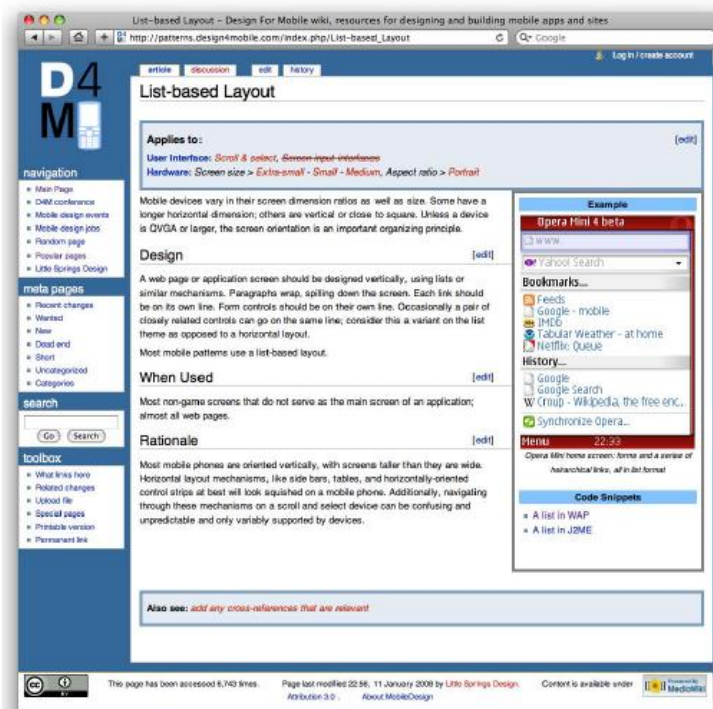 List-based Layout – Design For Mobile wiki, resources for designing and building mobile apps and sites
http://patterns.design4mobile.com/index.php/List-based_Layout
Google
Log in / create account
D4
M
article discussion edit history
List-based Layout
Applies to: [edit]
User Interface: Scroll & select, Screen input interfaces
Hardware: Screen size > Extra-small - Small - Medium, Aspect ratio > Portrait
navigation
Main Page
D4M conference
Mobile design events
Mobile design jobs
Random page
Popular pages
Little Springs Design
meta pages
Recent changes
Wanted
New
Dead end
Short
Uncategorized
Categories
search
Go Search
toolbox
What links here
Related changes
Upload file
Special pages
Printable version
Permanent link
Mobile devices vary in their screen dimension ratios as well as size. Some have a
longer horizontal dimension; others are vertical or close to square. Unless a device
is QVGA or larger, the screen orientation is an important organizing principle.
Design [edit]
A web page or application screen should be designed vertically, using lists or
similar mechanisms. Paragraphs wrap, spilling down the screen. Each link should
be on its own line. Form controls should be on their own line. Occasionally a pair of
closely related controls can go on the same line; consider this a variant on the list
theme as opposed to a horizontal layout.
Most mobile patterns use a list-based layout.
When Used [edit]
Most non-game screens that do not serve as the main screen of an application;
almost all web pages.
Rationale [edit]
Most mobile phones are oriented vertically, with screens taller than they are wide.
Horizontal layout mechanisms, like side bars, tables, and horizontally-oriented
control strips at best will look squished on a mobile phone. Additionally, navigating
through these mechanisms on a scroll and select device can be confusing and
unpredictable and only variably supported by devices.
Example
Opera Mini 4 beta
www.
Yahoo! Search
Bookmarks...
Feeds
Google - mobile
IMDb
Tabular Weather - at home
Netflix: Queue
History...
Google
Google Search
W Croup - Wikipedia, the free enc..
Synchronize Opera...
Menu 22:33
Opera Mini home screen: forms and a series of
heirarchical links, all in list format
Code Snippets
A list in WAP
A list in J2ME
Also see: add any cross-references that are relevant
cc BY
This page has been accessed 6,743 times. Page last modified 22:56, 11 January 2008 by Little Springs Design. Content is available under
Attribution 3.0 . About MobileDesign
Powered By
MediaWiki